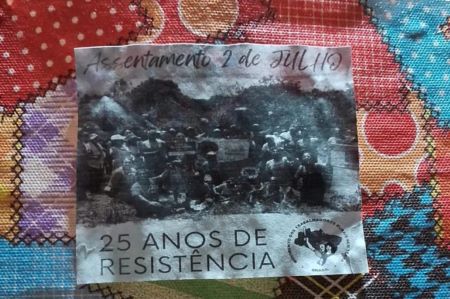 Assentamento 2 de JULHO
25 ANOS DE
RESISTÊNCIA